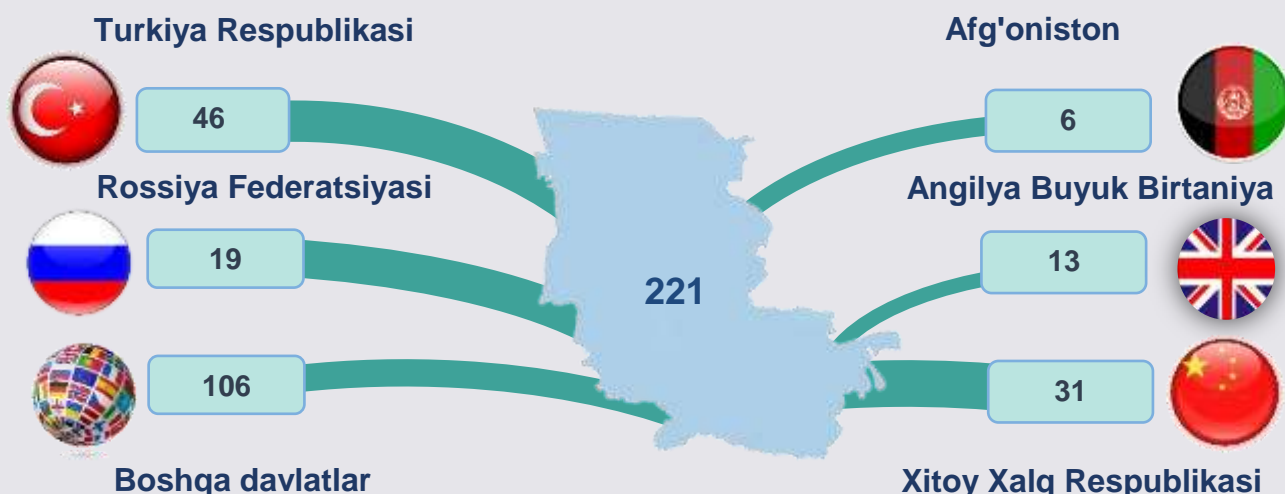 Turkiya Respublikasi
46
Rossiya Federatsiyasi
19
106
Boshqa davlatlar
221
Afg'oniston
6
Angilya Buyuk Birtaniya
13
31
Xitoy Xalq Respublikasi